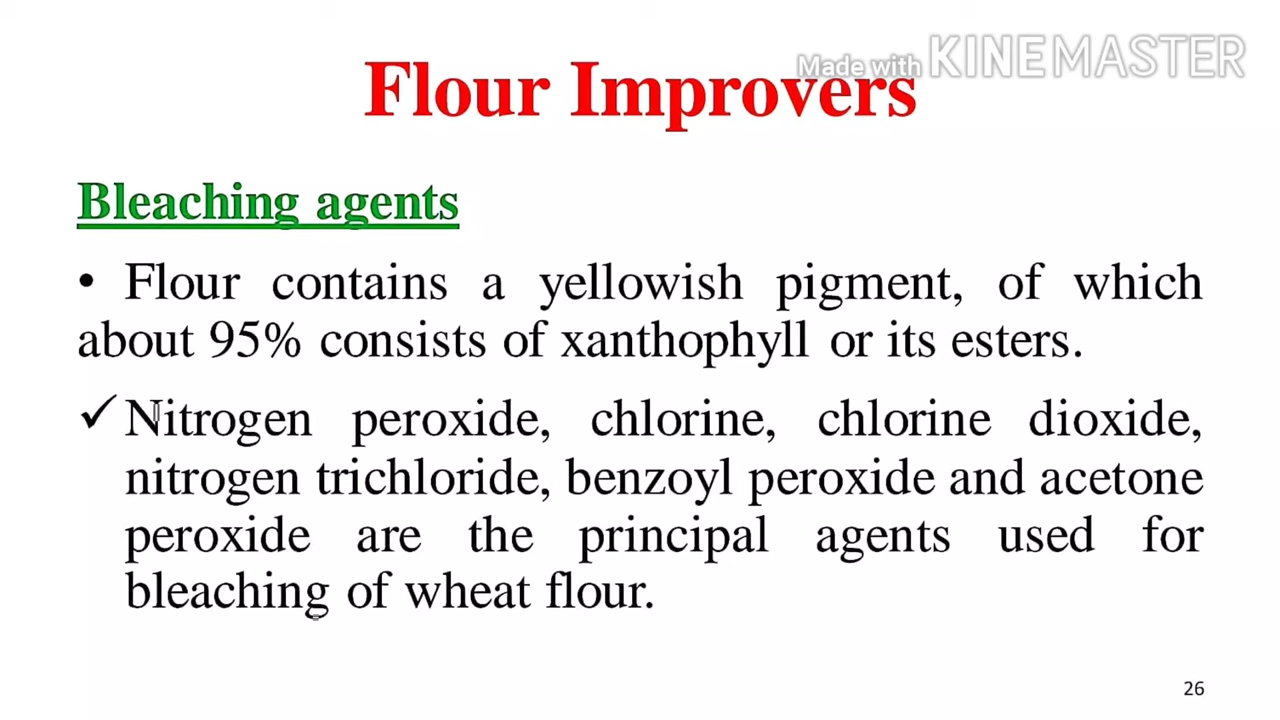 Made with KINEMASTER
Flour Improvers
Bleaching agents
• Flour contains a yellowish pigment, of which
about 95% consists of xanthophyll or its esters.
✓ Nitrogen peroxide, chlorine, chlorine dioxide,
nitrogen trichloride, benzoyl peroxide and acetone
peroxide are the principal agents used for
bleaching of wheat flour.
26